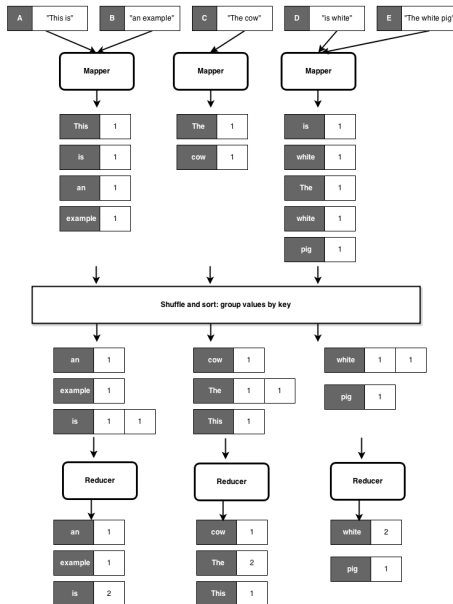 A "This is" B "an example" C "The cow" D "is white" E "The white pig"
Mapper Mapper Mapper
This 1 The 1 is 1
is 1 cow 1 white 1
an 1 The 1
example 1 white 1
pig 1
Shuffle and sort: group values by key
an 1 cow 1 white 1 1
example 1 The 1 1 pig 1
is 1 1 This 1
Reducer Reducer Reducer
an 1 cow 1 white 2
example 1 The 2 pig 1
is 2 This 1